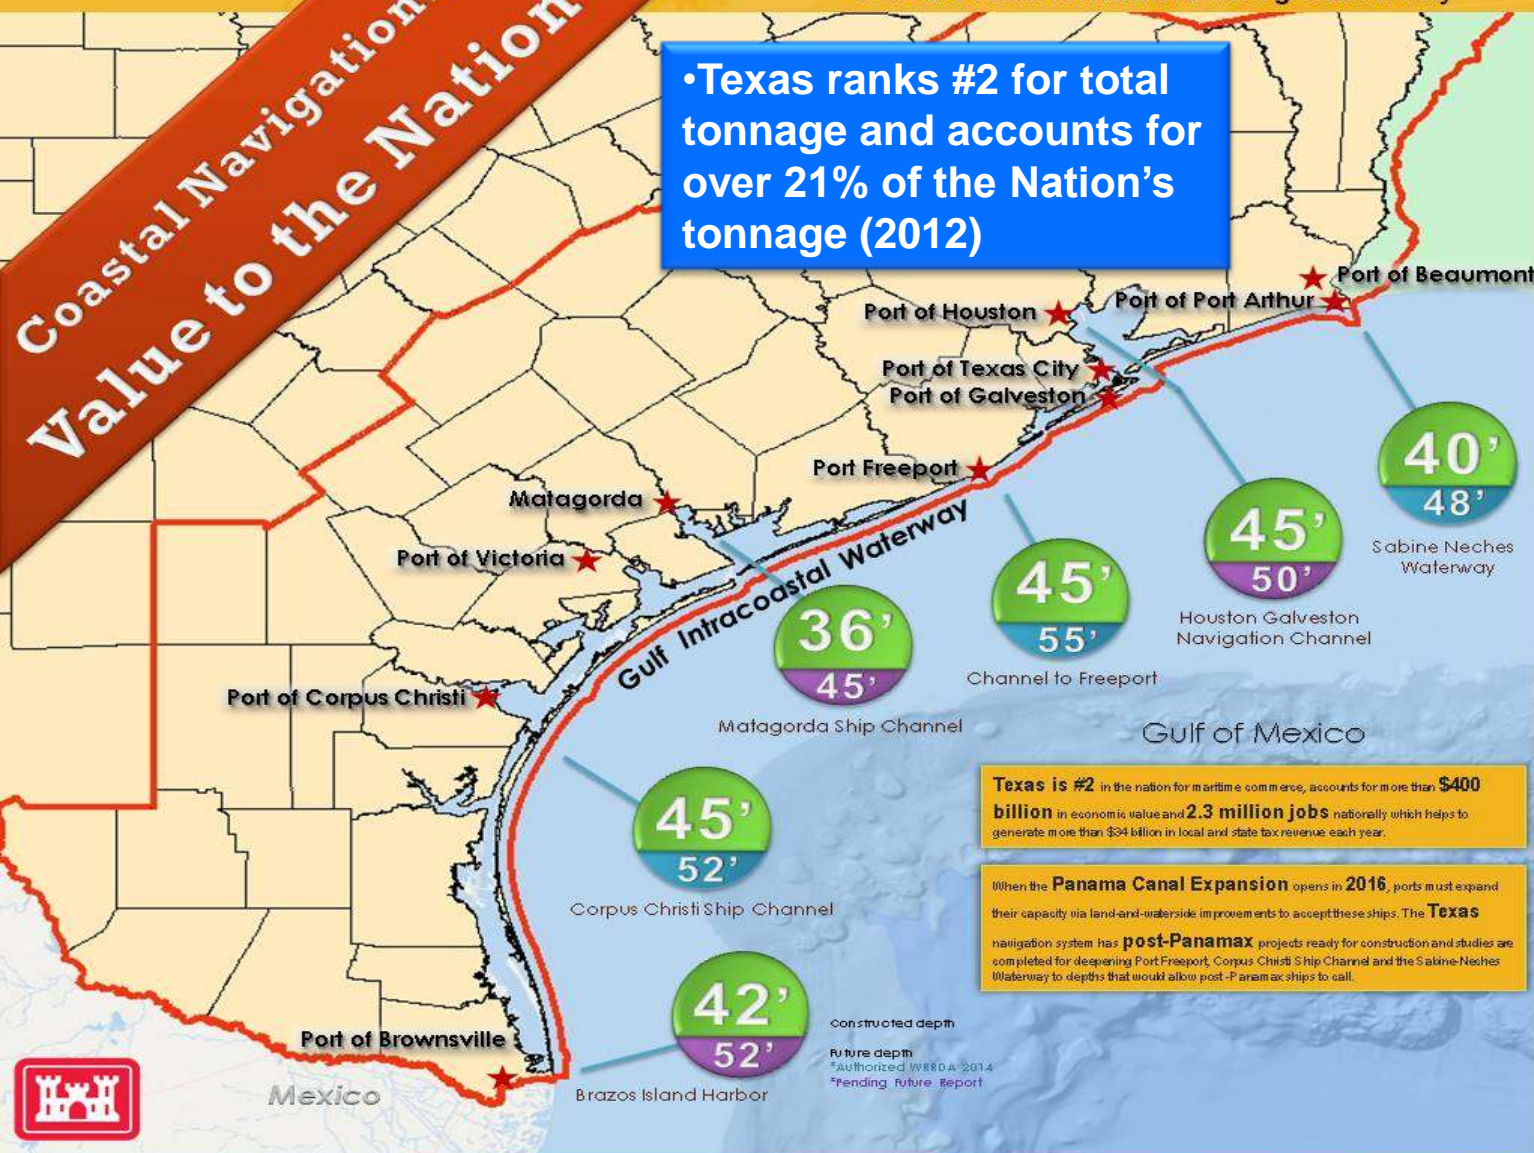 Coastal Navigation
Value to the Nation
•Texas ranks #2 for total
tonnage and accounts for
over 21% of the Nation’s
tonnage (2012)
Port of Beaumont
Port of Port Arthur
Port of Houston
Port of Texas City
Port of Galveston
Port Freeport
Matagorda
Port of Victoria
Port of Corpus Christi
Port of Brownsville
Gulf Intracoastal Waterway
40’
48’
Sabine Neches
Waterway
45’
50’
Houston Galveston
Navigation Channel
45’
55’
Channel to Freeport
36’
45’
Matagorda Ship Channel
45’
52’
Corpus Christi Ship Channel
42’
52’
Brazos Island Harbor
Gulf of Mexico
Mexico
Texas is #2 in the nation for maritime commerce, accounts for more than $400
billion in economic value and 2.3 million jobs nationally which helps to
generate more than $34 billion in local and state tax revenue each year.
When the Panama Canal Expansion opens in 2016, ports must expand
their capacity via land-and-waterside improvements to accept these ships. The Texas
navigation system has post-Panamax projects ready for construction and studies are
completed for deepening Port Freeport, Corpus Christi Ship Channel and the Sabine-Neches
Waterway to depths that would allow post-Panamax ships to call.
Constructed depth
Future depth
*Authorized WRRDA 2014
*Pending Future Report